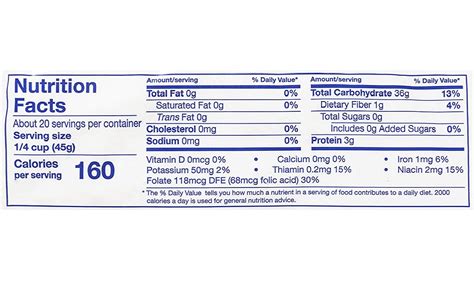 Nutrition
Facts
About 20 servings per container
Serving size
1/4 cup (45g)
Calories
per serving 160
Amount/serving % Daily Value*
Total Fat 0g 0%
Saturated Fat 0g 0%
Trans Fat 0g
Cholesterol 0mg 0%
Sodium 0mg 0%
Amount/serving % Daily Value*
Total Carbohydrate 36g 13%
Dietary Fiber 1g 4%
Total Sugars 0g
Includes 0g Added Sugars 0%
Protein 3g
Vitamin D 0mcg 0% • Calcium 0mg 0% • Iron 1mg 6%
Potassium 50mg 2% • Thiamin 0.2mg 15% • Niacin 2mg 15%
Folate 118mcg DFE (68mcg folic acid) 30%
* The % Daily Value tells you how much a nutrient in a serving of food contributes to a daily diet. 2000
calories a day is used for general nutrition advice.